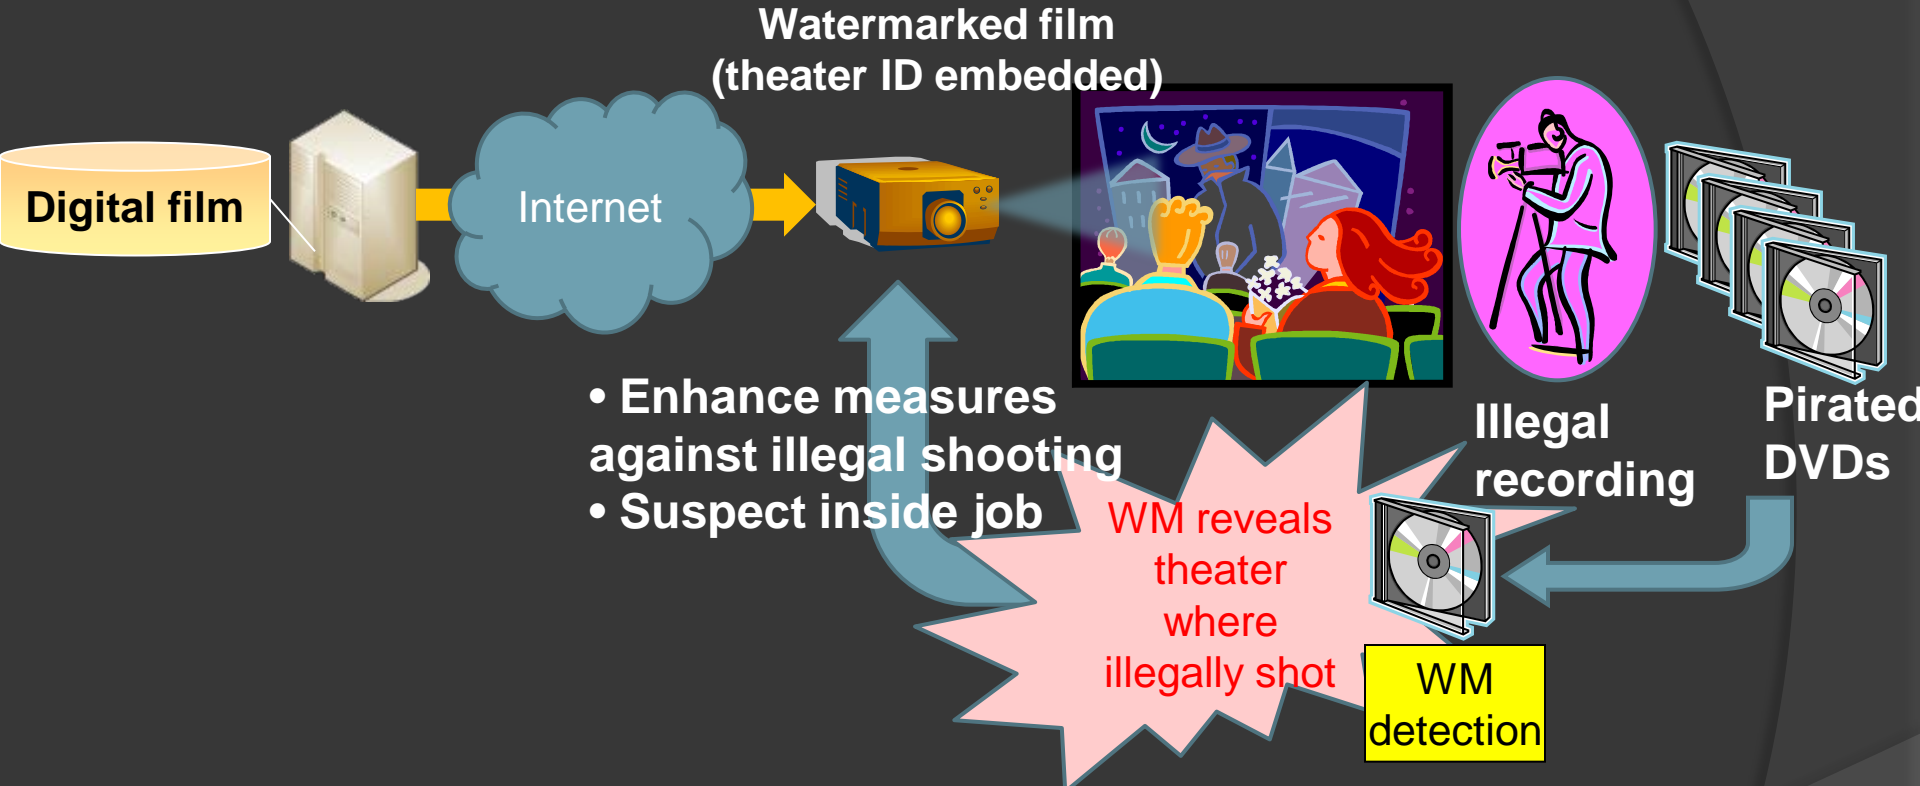 Watermarked film
(theater ID embedded)
Digital film
Internet
• Enhance measures
against illegal shooting
• Suspect inside job
Illegal
recording
Pirated
DVDs
WM reveals
theater
where
illegally shot
WM
detection